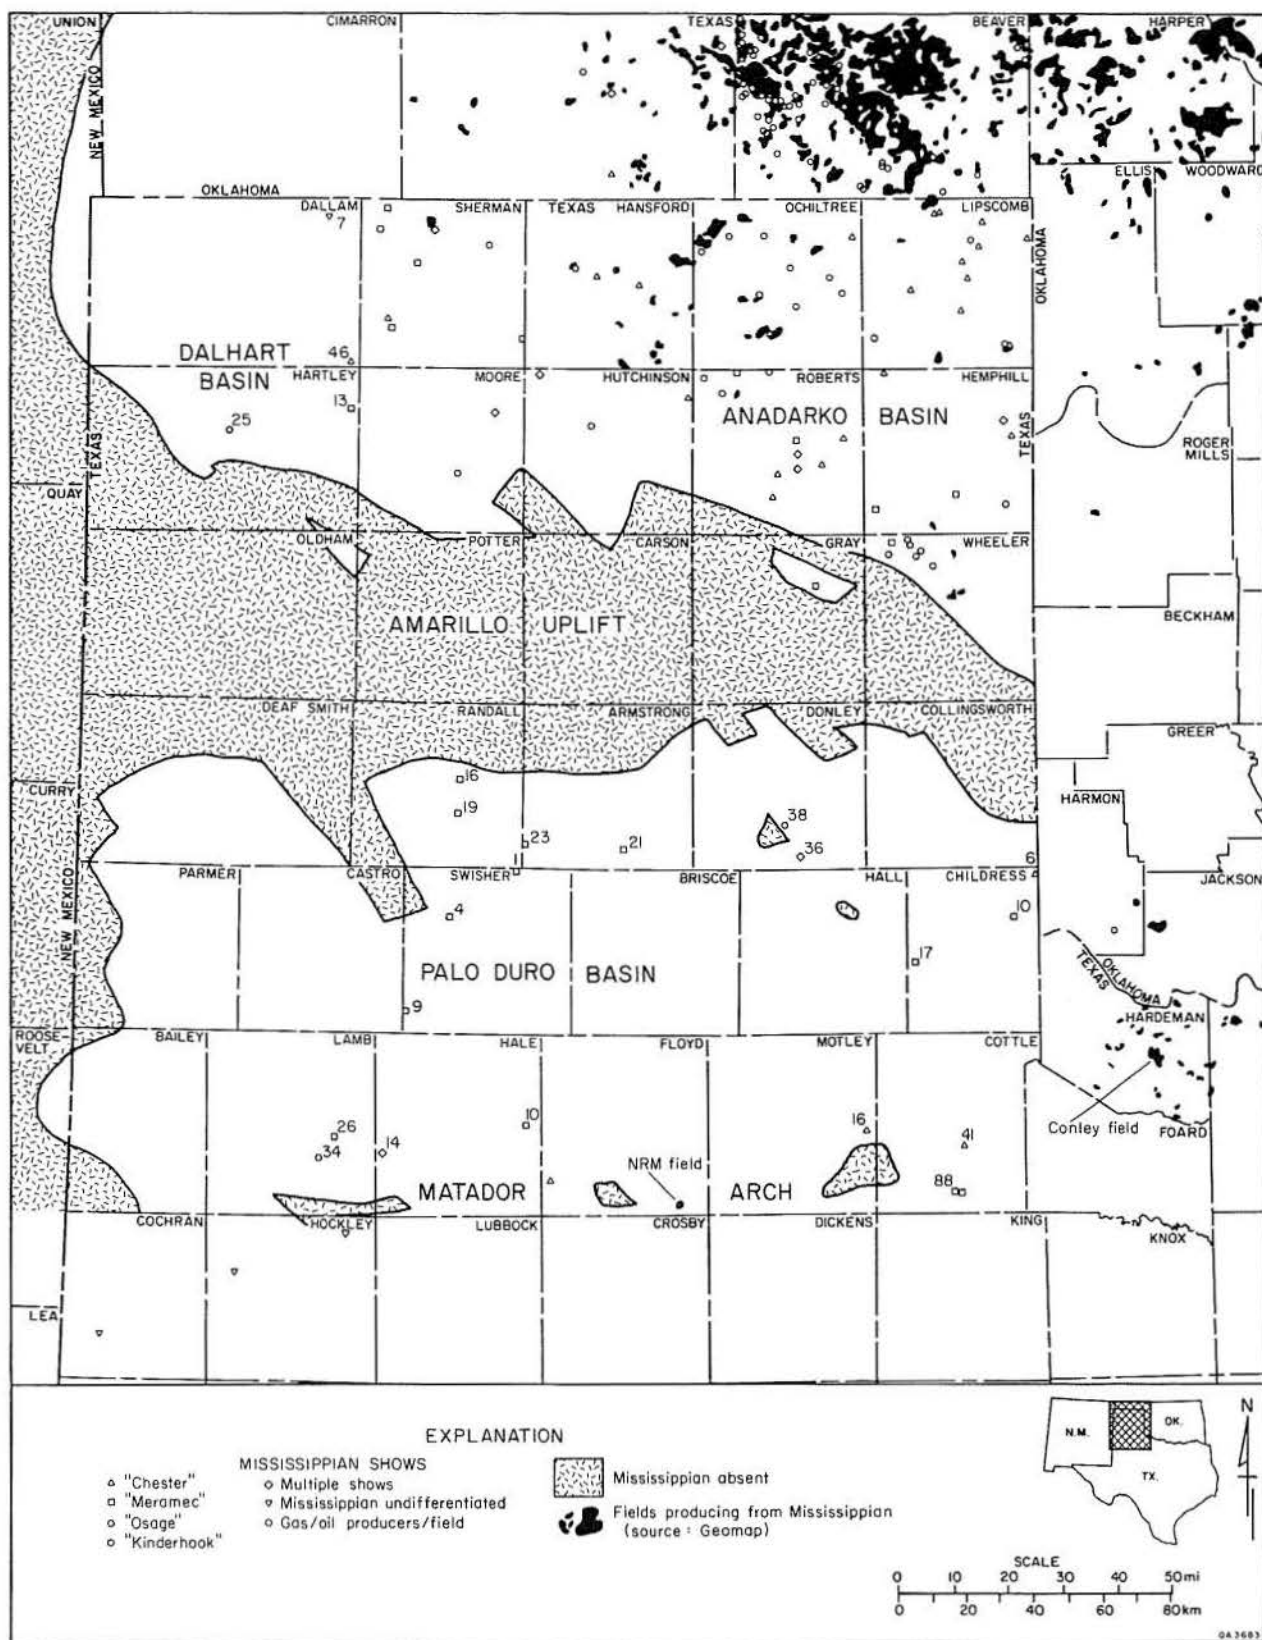 UNION
CIMARRON
TEXAS
BEAVER
HARPER
NEW MEXICO
OKLAHOMA
ELLIS
WOODWARD
DALLAM
7
SHERMAN
TEXAS
HANSFORD
OCHILTREE
LIPSCOMB
OKLAHOMA
DALHART
BASIN
46
HARTLEY
MOORE
HUTCHINSON
ROBERTS
HEMPHILL
13
25
ANADARKO BASIN
TEXAS
TEXAS
ROGER
MILLS
QUAY
OLDHAM
POTTER
CARSON
GRAY
WHEELER
BECKHAM
AMARILLO UPLIFT
DEAF SMITH
RANDALL
ARMSTRONG
DONLEY
COLLINGSWORTH
GREER
CURRY
16
19
23
21
38
36
HARMON
6
PARMER
CASTRO
SWISHER
BRISCOE
HALL
CHILDRESS
JACKSON
NEW MEXICO
4
10
17
PALO DURO BASIN
9
OKLAHOMA
TEXAS
HARDEMAN
ROOSE-
VELT
BAILEY
LAMB
HALE
FLOYD
MOTLEY
COTTLE
26
34
14
10
16
41
88
Conley field
FOARD
NRM field
MATADOR ARCH
COCHRAN
HOCKLEY
LUBBOCK
CROSBY
DICKENS
KING
KNOX
LEA
EXPLANATION
MISSISSIPPIAN SHOWS
"Chester"
"Meramec"
"Osage"
"Kinderhook"
Multiple shows
Mississippian undifferentiated
Gas/oil producers/field
Mississippian absent
Fields producing from Mississippian
(source: Geomap)
N.M.
OK.
TX.
N
SCALE
0 10 20 30 40 50 mi
0 20 40 60 80 km
QA3683